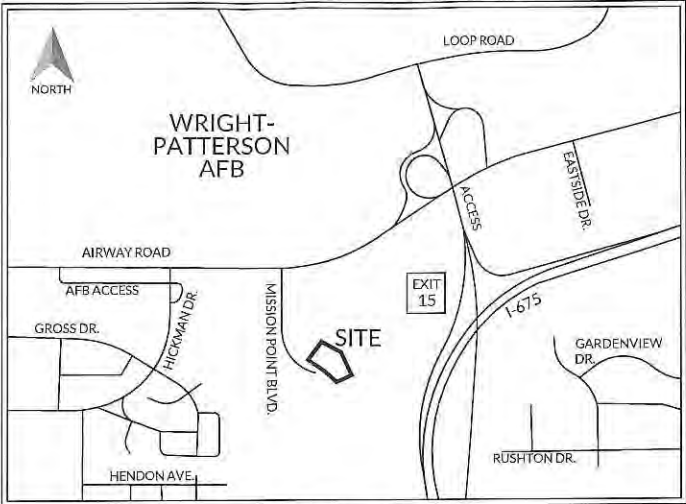 LOOP ROAD
NORTH
WRIGHT-
PATTERSON
AFB
EASTSIDE DR.
ACCESS
AIRWAY ROAD
AFB ACCESS
EXIT
15
I-675
HICKMAN DR.
MISSION POINT BLVD.
GROSS DR.
SITE
GARDENVIEW
DR.
RUSHTON DR.
HENDON AVE.